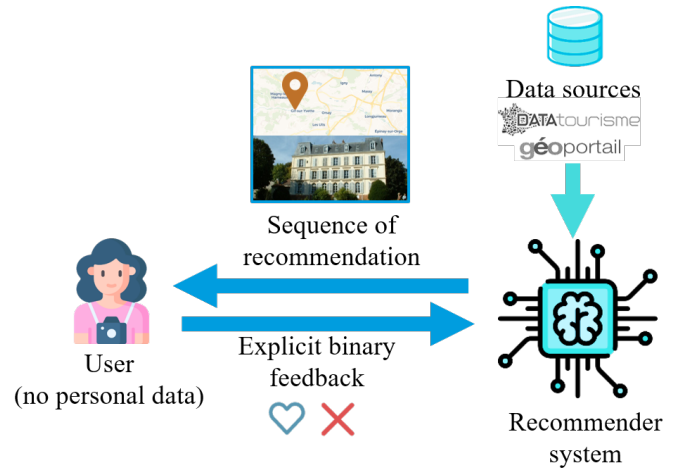 Data sources
DATAtourisme
géoportail
Sequence of
recommendation
Explicit binary
feedback
User
(no personal data)
Recommender
system